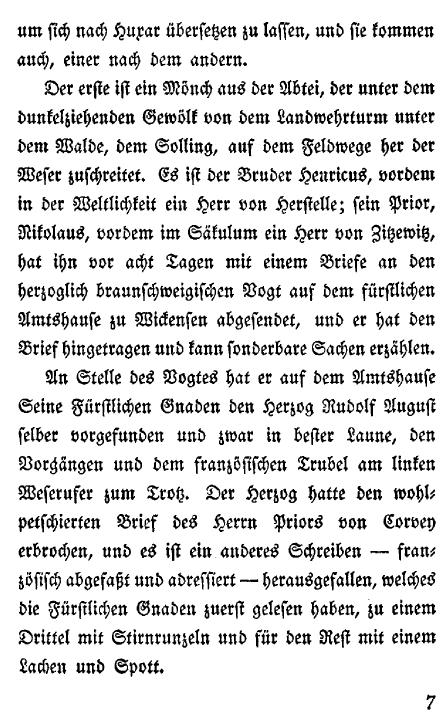 um sich nach Huxar übersetzen zu lassen, und sie kommen
auch, einer nach dem andern.
Der erste ist ein Mönch aus der Abtei, der unter dem
dunkelziehenden Gewölk von dem Landwehrturm unter
dem Walde, dem Solling, auf dem Feldwege her der
Weser zuschreitet. Es ist der Bruder Henricus, vordem
in der Weltlichkeit ein Herr von Herstelle; sein Prior,
Nikolaus, vordem im Säkulum ein Herr von Zitzewitz,
hat ihn vor acht Tagen mit einem Briefe an den
herzoglich braunschweigischen Vogt auf dem fürstlichen
Amtshause zu Wickensen abgesendet, und er hat den
Brief hingetragen und kann sonderbare Sachen erzählen.
An Stelle des Vogtes hat er auf dem Amtshause
Seine Fürstlichen Gnaden den Herzog Rudolf August
selber vorgefunden und zwar in bester Laune, den
Vorgängen und dem französischen Trubel am linken
Weserufer zum Trotz. Der Herzog hatte den wohl-
petschierten Brief des Herrn Priors von Corvey
erbrochen, und es ist ein anderes Schreiben — fran-
zösisch abgefaßt und adressiert — herausgefallen, welches
die Fürstlichen Gnaden zuerst gelesen haben, zu einem
Drittel mit Stirnrunzeln und für den Rest mit einem
Lachen und Spott.
7